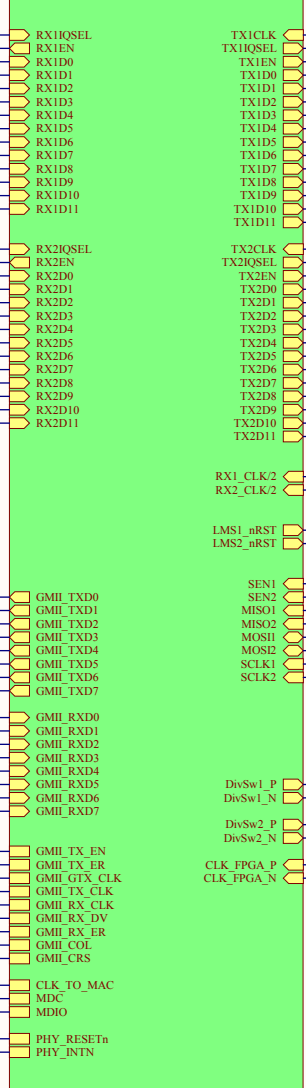 RX1IQSEL
RX1EN
RX1D0
RX1D1
RX1D2
RX1D3
RX1D4
RX1D5
RX1D6
RX1D7
RX1D8
RX1D9
RX1D10
RX1D11
RX2IQSEL
RX2EN
RX2D0
RX2D1
RX2D2
RX2D3
RX2D4
RX2D5
RX2D6
RX2D7
RX2D8
RX2D9
RX2D10
RX2D11
GMII_TXD0
GMII_TXD1
GMII_TXD2
GMII_TXD3
GMII_TXD4
GMII_TXD5
GMII_TXD6
GMII_TXD7
GMII_RXD0
GMII_RXD1
GMII_RXD2
GMII_RXD3
GMII_RXD4
GMII_RXD5
GMII_RXD6
GMII_RXD7
GMII_TX_EN
GMII_TX_ER
GMII_GTX_CLK
GMII_TX_CLK
GMII_RX_CLK
GMII_RX_DV
GMII_RX_ER
GMII_COL
GMII_CRS
CLK_TO_MAC
MDC
MDIO
PHY_RESETn
PHY_INTN
TX1CLK
TX1IQSEL
TX1EN
TX1D0
TX1D1
TX1D2
TX1D3
TX1D4
TX1D5
TX1D6
TX1D7
TX1D8
TX1D9
TX1D10
TX1D11
TX2CLK
TX2IQSEL
TX2EN
TX2D0
TX2D1
TX2D2
TX2D3
TX2D4
TX2D5
TX2D6
TX2D7
TX2D8
TX2D9
TX2D10
TX2D11
RX1_CLK/2
RX2_CLK/2
LMS1_nRST
LMS2_nRST
SEN1
SEN2
MISO1
MISO2
MOSI1
MOSI2
SCLK1
SCLK2
DivSw1_P
DivSw1_N
DivSw2_P
DivSw2_N
CLK_FPGA_P
CLK_FPGA_N